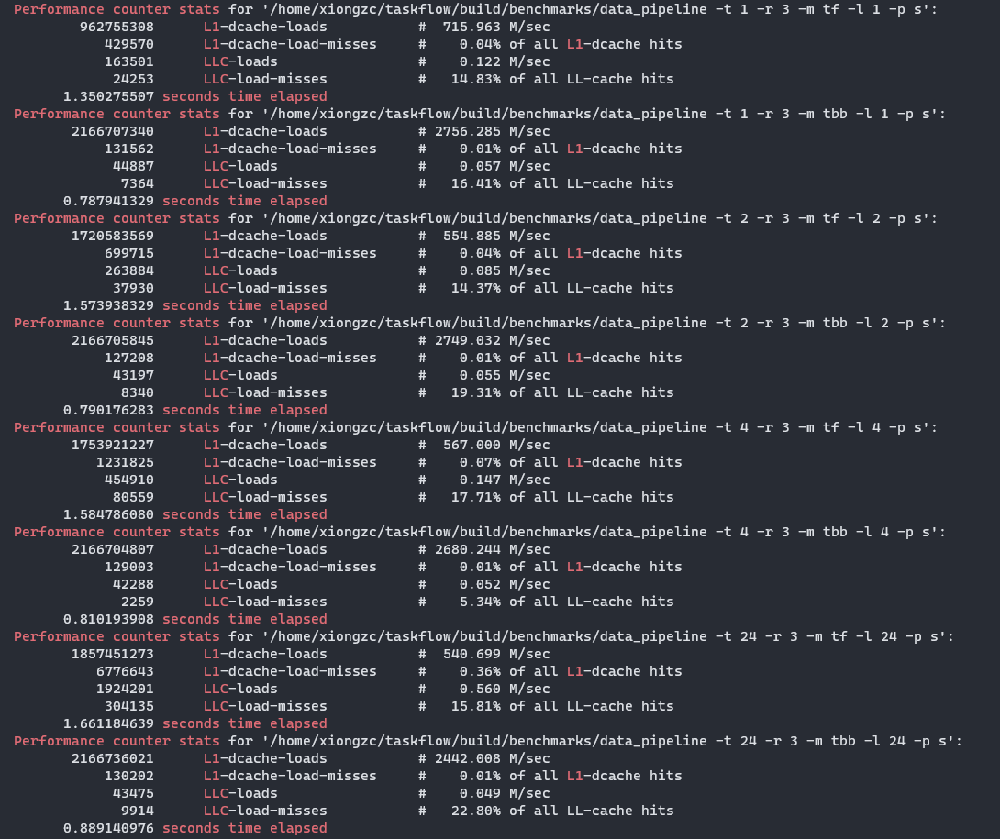 Performance counter stats for '/home/xiongzc/taskflow/build/benchmarks/data_pipeline -t 1 -r 3 -m tf -l 1 -p s':
962755308 L1-dcache-loads # 715.963 M/sec
429570 L1-dcache-load-misses # 0.04% of all L1-dcache hits
163501 LLC-loads # 0.122 M/sec
24253 LLC-load-misses # 14.83% of all LL-cache hits
1.350275507 seconds time elapsed
Performance counter stats for '/home/xiongzc/taskflow/build/benchmarks/data_pipeline -t 1 -r 3 -m tbb -l 1 -p s':
2166707340 L1-dcache-loads # 2756.285 M/sec
131562 L1-dcache-load-misses # 0.01% of all L1-dcache hits
44887 LLC-loads # 0.057 M/sec
7364 LLC-load-misses # 16.41% of all LL-cache hits
0.787941329 seconds time elapsed
Performance counter stats for '/home/xiongzc/taskflow/build/benchmarks/data_pipeline -t 2 -r 3 -m tf -l 2 -p s':
1720583569 L1-dcache-loads # 554.885 M/sec
699715 L1-dcache-load-misses # 0.04% of all L1-dcache hits
263884 LLC-loads # 0.085 M/sec
37930 LLC-load-misses # 14.37% of all LL-cache hits
1.573938329 seconds time elapsed
Performance counter stats for '/home/xiongzc/taskflow/build/benchmarks/data_pipeline -t 2 -r 3 -m tbb -l 2 -p s':
2166705845 L1-dcache-loads # 2749.032 M/sec
127208 L1-dcache-load-misses # 0.01% of all L1-dcache hits
43197 LLC-loads # 0.055 M/sec
8340 LLC-load-misses # 19.31% of all LL-cache hits
0.790176283 seconds time elapsed
Performance counter stats for '/home/xiongzc/taskflow/build/benchmarks/data_pipeline -t 4 -r 3 -m tf -l 4 -p s':
1753921227 L1-dcache-loads # 567.000 M/sec
1231825 L1-dcache-load-misses # 0.07% of all L1-dcache hits
454910 LLC-loads # 0.147 M/sec
80559 LLC-load-misses # 17.71% of all LL-cache hits
1.584786080 seconds time elapsed
Performance counter stats for '/home/xiongzc/taskflow/build/benchmarks/data_pipeline -t 4 -r 3 -m tbb -l 4 -p s':
2166704807 L1-dcache-loads # 2680.244 M/sec
129003 L1-dcache-load-misses # 0.01% of all L1-dcache hits
42288 LLC-loads # 0.052 M/sec
2259 LLC-load-misses # 5.34% of all LL-cache hits
0.810193908 seconds time elapsed
Performance counter stats for '/home/xiongzc/taskflow/build/benchmarks/data_pipeline -t 24 -r 3 -m tf -l 24 -p s':
1857451273 L1-dcache-loads # 540.699 M/sec
6776643 L1-dcache-load-misses # 0.36% of all L1-dcache hits
1924201 LLC-loads # 0.560 M/sec
304135 LLC-load-misses # 15.81% of all LL-cache hits
1.661184639 seconds time elapsed
Performance counter stats for '/home/xiongzc/taskflow/build/benchmarks/data_pipeline -t 24 -r 3 -m tbb -l 24 -p s':
2166736021 L1-dcache-loads # 2442.008 M/sec
130202 L1-dcache-load-misses # 0.01% of all L1-dcache hits
43475 LLC-loads # 0.049 M/sec
9914 LLC-load-misses # 22.80% of all LL-cache hits
0.889140976 seconds time elapsed